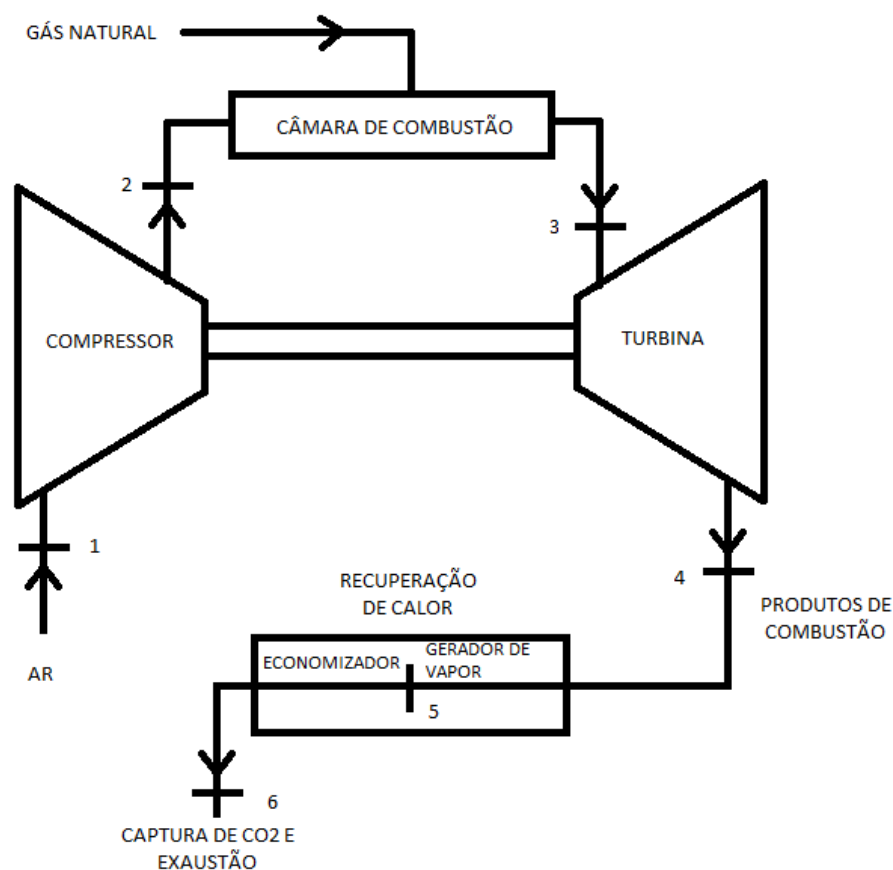 GÁS NATURAL
CÂMARA DE COMBUSTÃO
2
3
COMPRESSOR
TURBINA
1
AR
4
PRODUTOS DE
COMBUSTÃO
RECUPERAÇÃO
DE CALOR
ECONOMIZADOR
GERADOR DE
VAPOR
5
6
CAPTURA DE CO2 E
EXAUSTÃO